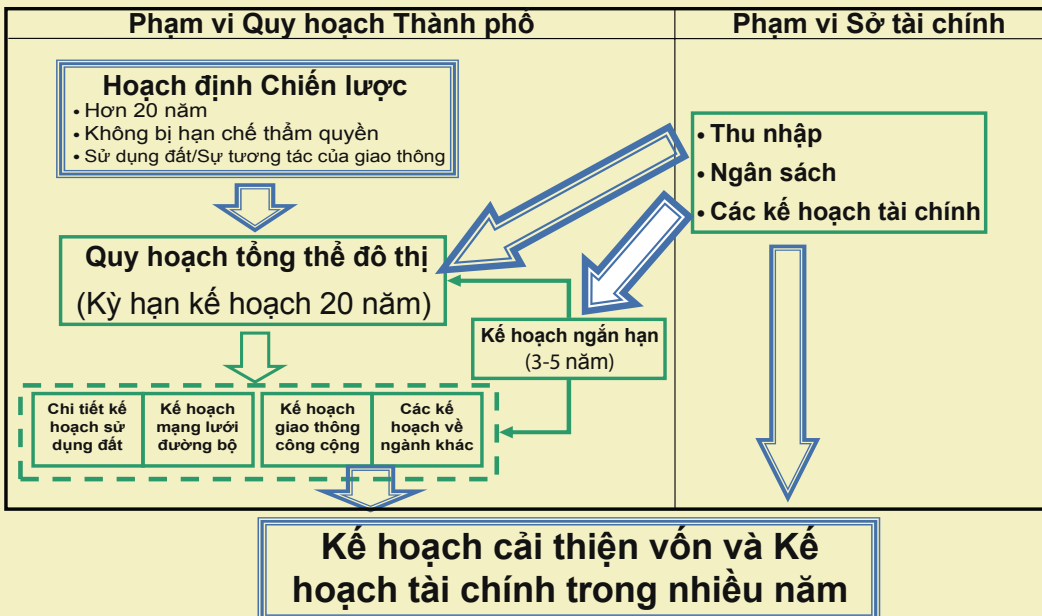 Phạm vi Quy hoạch Thành phố
Phạm vi Sở tài chính
Hoạch định Chiến lược
• Hơn 20 năm
• Không bị hạn chế thẩm quyền
• Sử dụng đất/Sự tương tác của giao thông
• Thu nhập
• Ngân sách
• Các kế hoạch tài chính
Quy hoạch tổng thể đô thị
(Kỳ hạn kế hoạch 20 năm)
Kế hoạch ngắn hạn
(3-5 năm)
Chi tiết kế
hoạch sử
dụng đất
Kế hoạch
mạng lưới
đường bộ
Kế hoạch
giao thông
công cộng
Các kế
hoạch về
ngành khác
Kế hoạch cải thiện vốn và Kế
hoạch tài chính trong nhiều năm